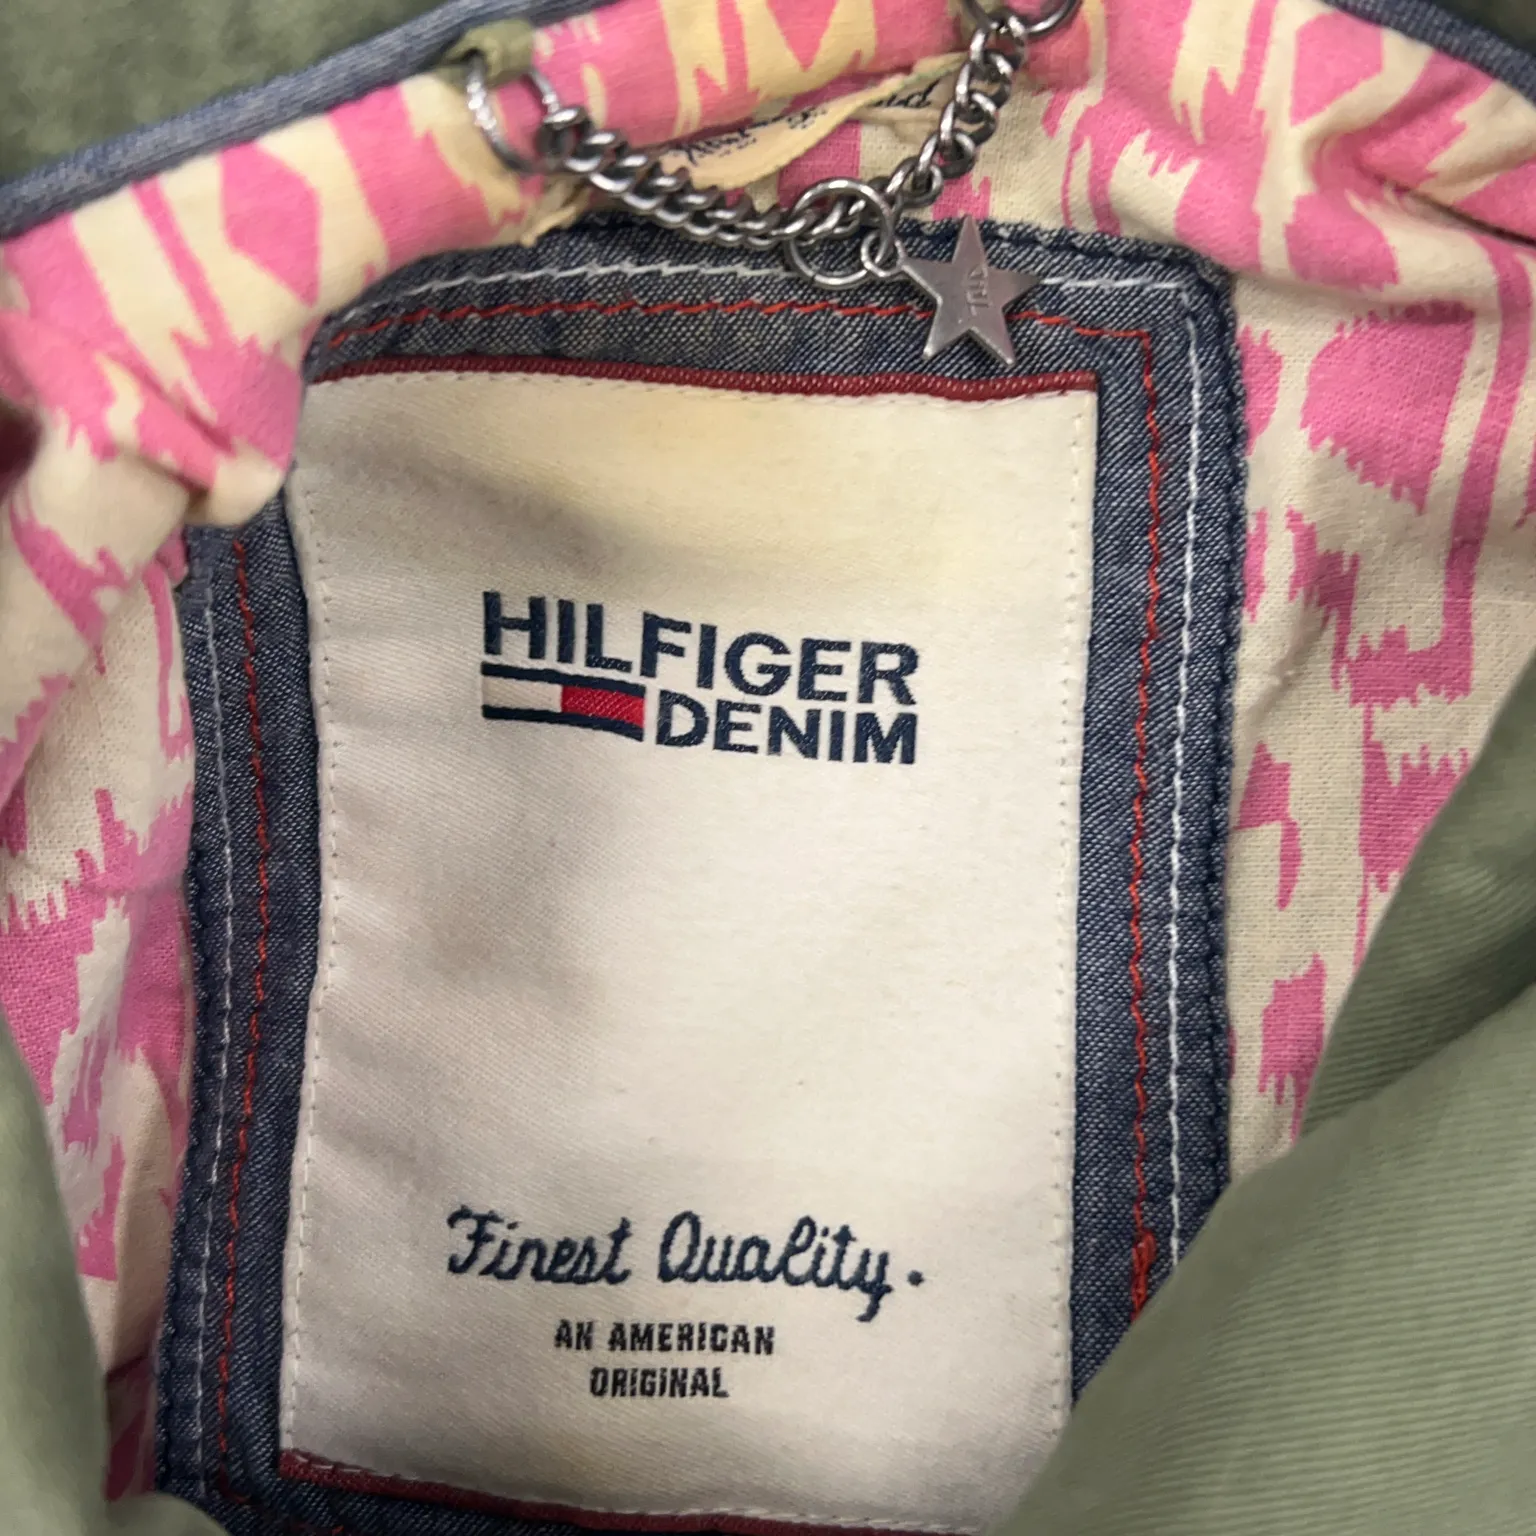 HILFIGER
DENIM
Finest Quality.
AN AMERICAN
ORIGINAL